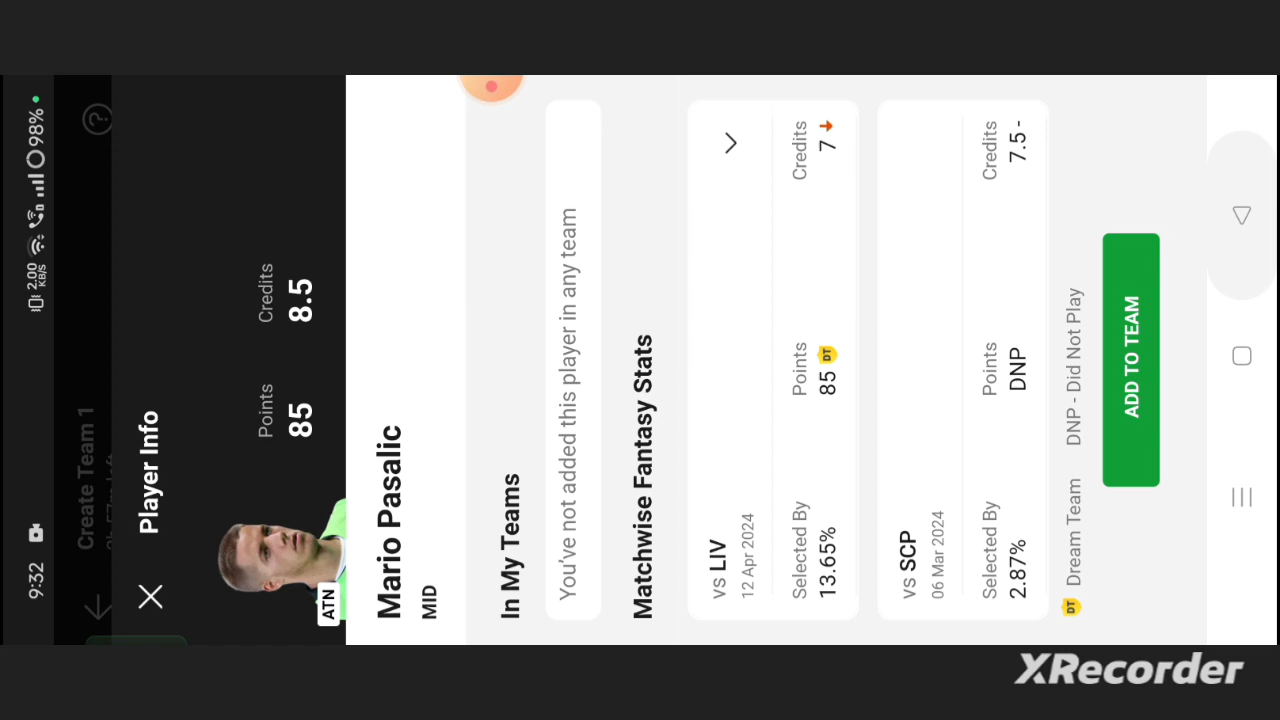 9:32
2.00
KB/S
98%
Create Team 1
Player Info
Points
Credits
85
8.5
ATN
Mario Pasalic
MID
In My Teams
You've not added this player in any team
Matchwise Fantasy Stats
vs LIV
12 Apr 2024
Selected By
Points
Credits
13.65%
85 DT
7
vs SCP
06 Mar 2024
Selected By
Points
Credits
2.87%
DNP
7.5 -
DT Dream Team
DNP - Did Not Play
ADD TO TEAM
XRecorder